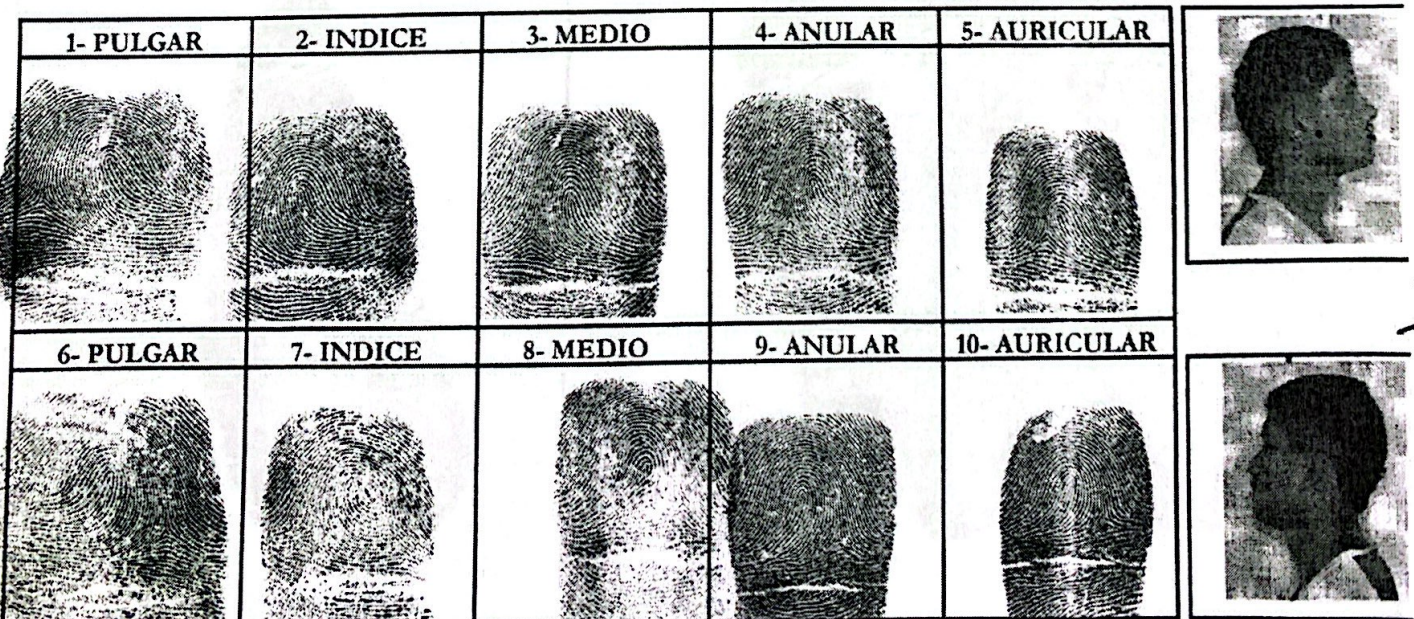 1- PULGAR 2- INDICE 3- MEDIO 4- ANULAR 5- AURICULAR
6- PULGAR 7- INDICE 8- MEDIO 9- ANULAR 10- AURICULAR